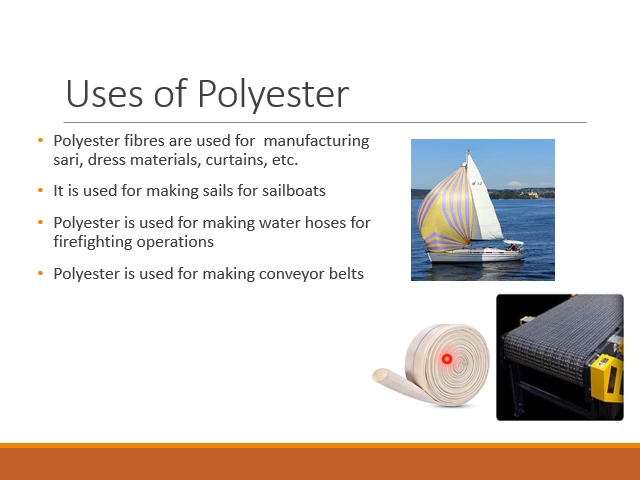 Uses of Polyester
• Polyester fibres are used for  manufacturing
sari, dress materials, curtains, etc.
• It is used for making sails for sailboats
• Polyester is used for making water hoses for
firefighting operations
• Polyester is used for making conveyor belts